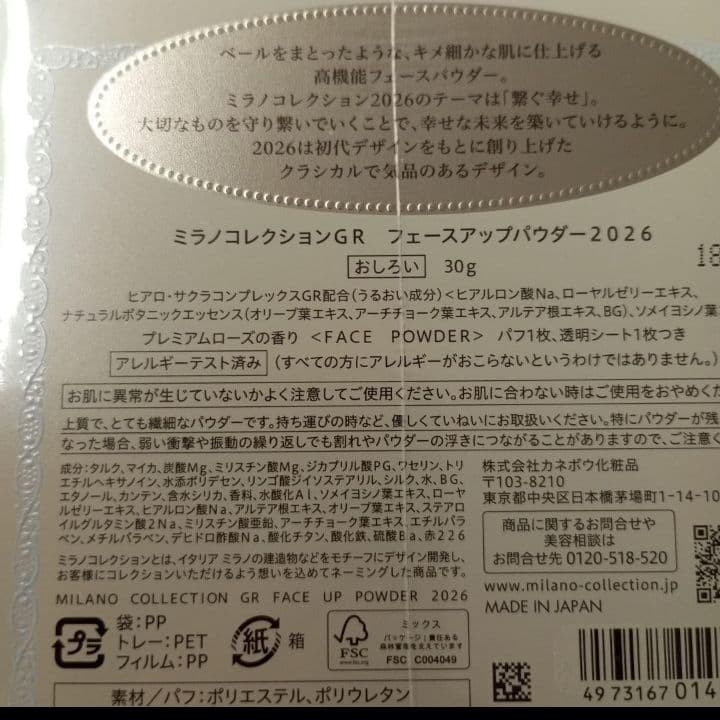 ベールをまとったような、キメ細かな肌に仕上げる
高機能フェースパウダー。
ミラノコレクション2026のテーマは「繋ぐ幸せ」。
大切なものを守り繋いでいくことで、幸せな未来を築いていけるように。
2026は初代デザインをもとに創り上げた
クラシカルで気品のあるデザイン。
ミラノコレクションGR フェースアップパウダー2026
おしろい 30g
18
ヒアロ・サクラコンプレックスGR配合(うるおい成分)<ヒアルロン酸Na、ローヤルゼリーエキス、
ナチュラルボタニックエッセンス(オリーブ葉エキス、アーチチョーク葉エキス、アルテア根エキス、BG)、ソメイヨシノ葉
プレミアムローズの香り <FACE POWDER> パフ1枚、透明シート1枚つき
アレルギーテスト済み (すべての方にアレルギーがおこらないというわけではありません。)
お肌に異常が生じていないかよく注意してご使用ください。お肌に合わない時はご使用をおやめくだ
上質で、とても繊細なパウダーです。持ち運びの時など、優しくていねいにお取扱いください。特にパウダーが残
なった場合、弱い衝撃や振動の繰り返しでも割れやパウダーの浮きにつながることがありますので、ご注意く
成分:タルク、マイカ、炭酸Mg、ミリスチン酸Mg、ジカプリル酸PG、ワセリン、トリ
エチルヘキサノイン、水添ポリデセン、リンゴ酸ジイソステアリル、シルク、水、BG、
エタノール、カンテン、含水シリカ、香料、水酸化Al、ソメイヨシノ葉エキス、ローヤ
ルゼリーエキス、ヒアルロン酸Na、アルテア根エキス、オリーブ葉エキス、ステアロ
イルグルタミン酸2Na、ミリスチン酸亜鉛、アーチチョーク葉エキス、エチルパラベ
ン、メチルパラベン、デヒドロ酢酸Na、酸化チタン、酸化鉄、硫酸Ba、赤226
ミラノコレクションとは、イタリア ミラノの建造物などをモチーフにデザイン開発し、
お客様にコレクションいただけるよう想いを込めてネーミングした商品です。
MILANO COLLECTION GR FACE UP POWDER 2026
株式会社カネボウ化粧品
〒103-8210
東京都中央区日本橋茅場町1-14-10
商品に関するお問合せや
美容相談は
お問合せ先 0120-518-520
www.milano-collection.jp
MADE IN JAPAN
プラ
袋:PP
トレー:PET
フィルム:PP
紙
箱
FSC
www.fsc.org
ミックス
パッケージ|責任ある
森林管理を支えています
FSC C004049
素材/パフ:ポリエステル、ポリウレタン
4973167014